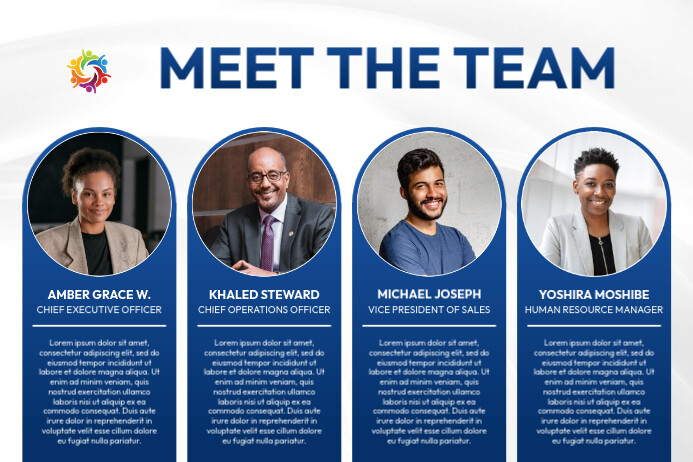 MEET THE TEAM
AMBER GRACE W.
CHIEF EXECUTIVE OFFICER
Lorem ipsum dolor sit amet,
consectetur adipiscing elit, sed do
eiusmod tempor incididunt ut
labore et dolore magna aliqua. Ut
enim ad minim veniam, quis
nostrud exercitation ullamco
laboris nisi ut aliquip ex ea
commodo consequat. Duis aute
irure dolor in reprehenderit in
voluptate velit esse cillum dolore
eu fugiat nulla pariatur.
KHALED STEWARD
CHIEF OPERATIONS OFFICER
Lorem ipsum dolor sit amet,
consectetur adipiscing elit, sed do
eiusmod tempor incididunt ut
labore et dolore magna aliqua. Ut
enim ad minim veniam, quis
nostrud exercitation ullamco
laboris nisi ut aliquip ex ea
commodo consequat. Duis aute
irure dolor in reprehenderit in
voluptate velit esse cillum dolore
eu fugiat nulla pariatur.
MICHAEL JOSEPH
VICE PRESIDENT OF SALES
Lorem ipsum dolor sit amet,
consectetur adipiscing elit, sed do
eiusmod tempor incididunt ut
labore et dolore magna aliqua. Ut
enim ad minim veniam, quis
nostrud exercitation ullamco
laboris nisi ut aliquip ex ea
commodo consequat. Duis aute
irure dolor in reprehenderit in
voluptate velit esse cillum dolore
eu fugiat nulla pariatur.
YOSHIRA MOSHIBE
HUMAN RESOURCE MANAGER
Lorem ipsum dolor sit amet,
consectetur adipiscing elit, sed do
eiusmod tempor incididunt ut
labore et dolore magna aliqua. Ut
enim ad minim veniam, quis
nostrud exercitation ullamco
laboris nisi ut aliquip ex ea
commodo consequat. Duis aute
irure dolor in reprehenderit in
voluptate velit esse cillum dolore
eu fugiat nulla pariatur.